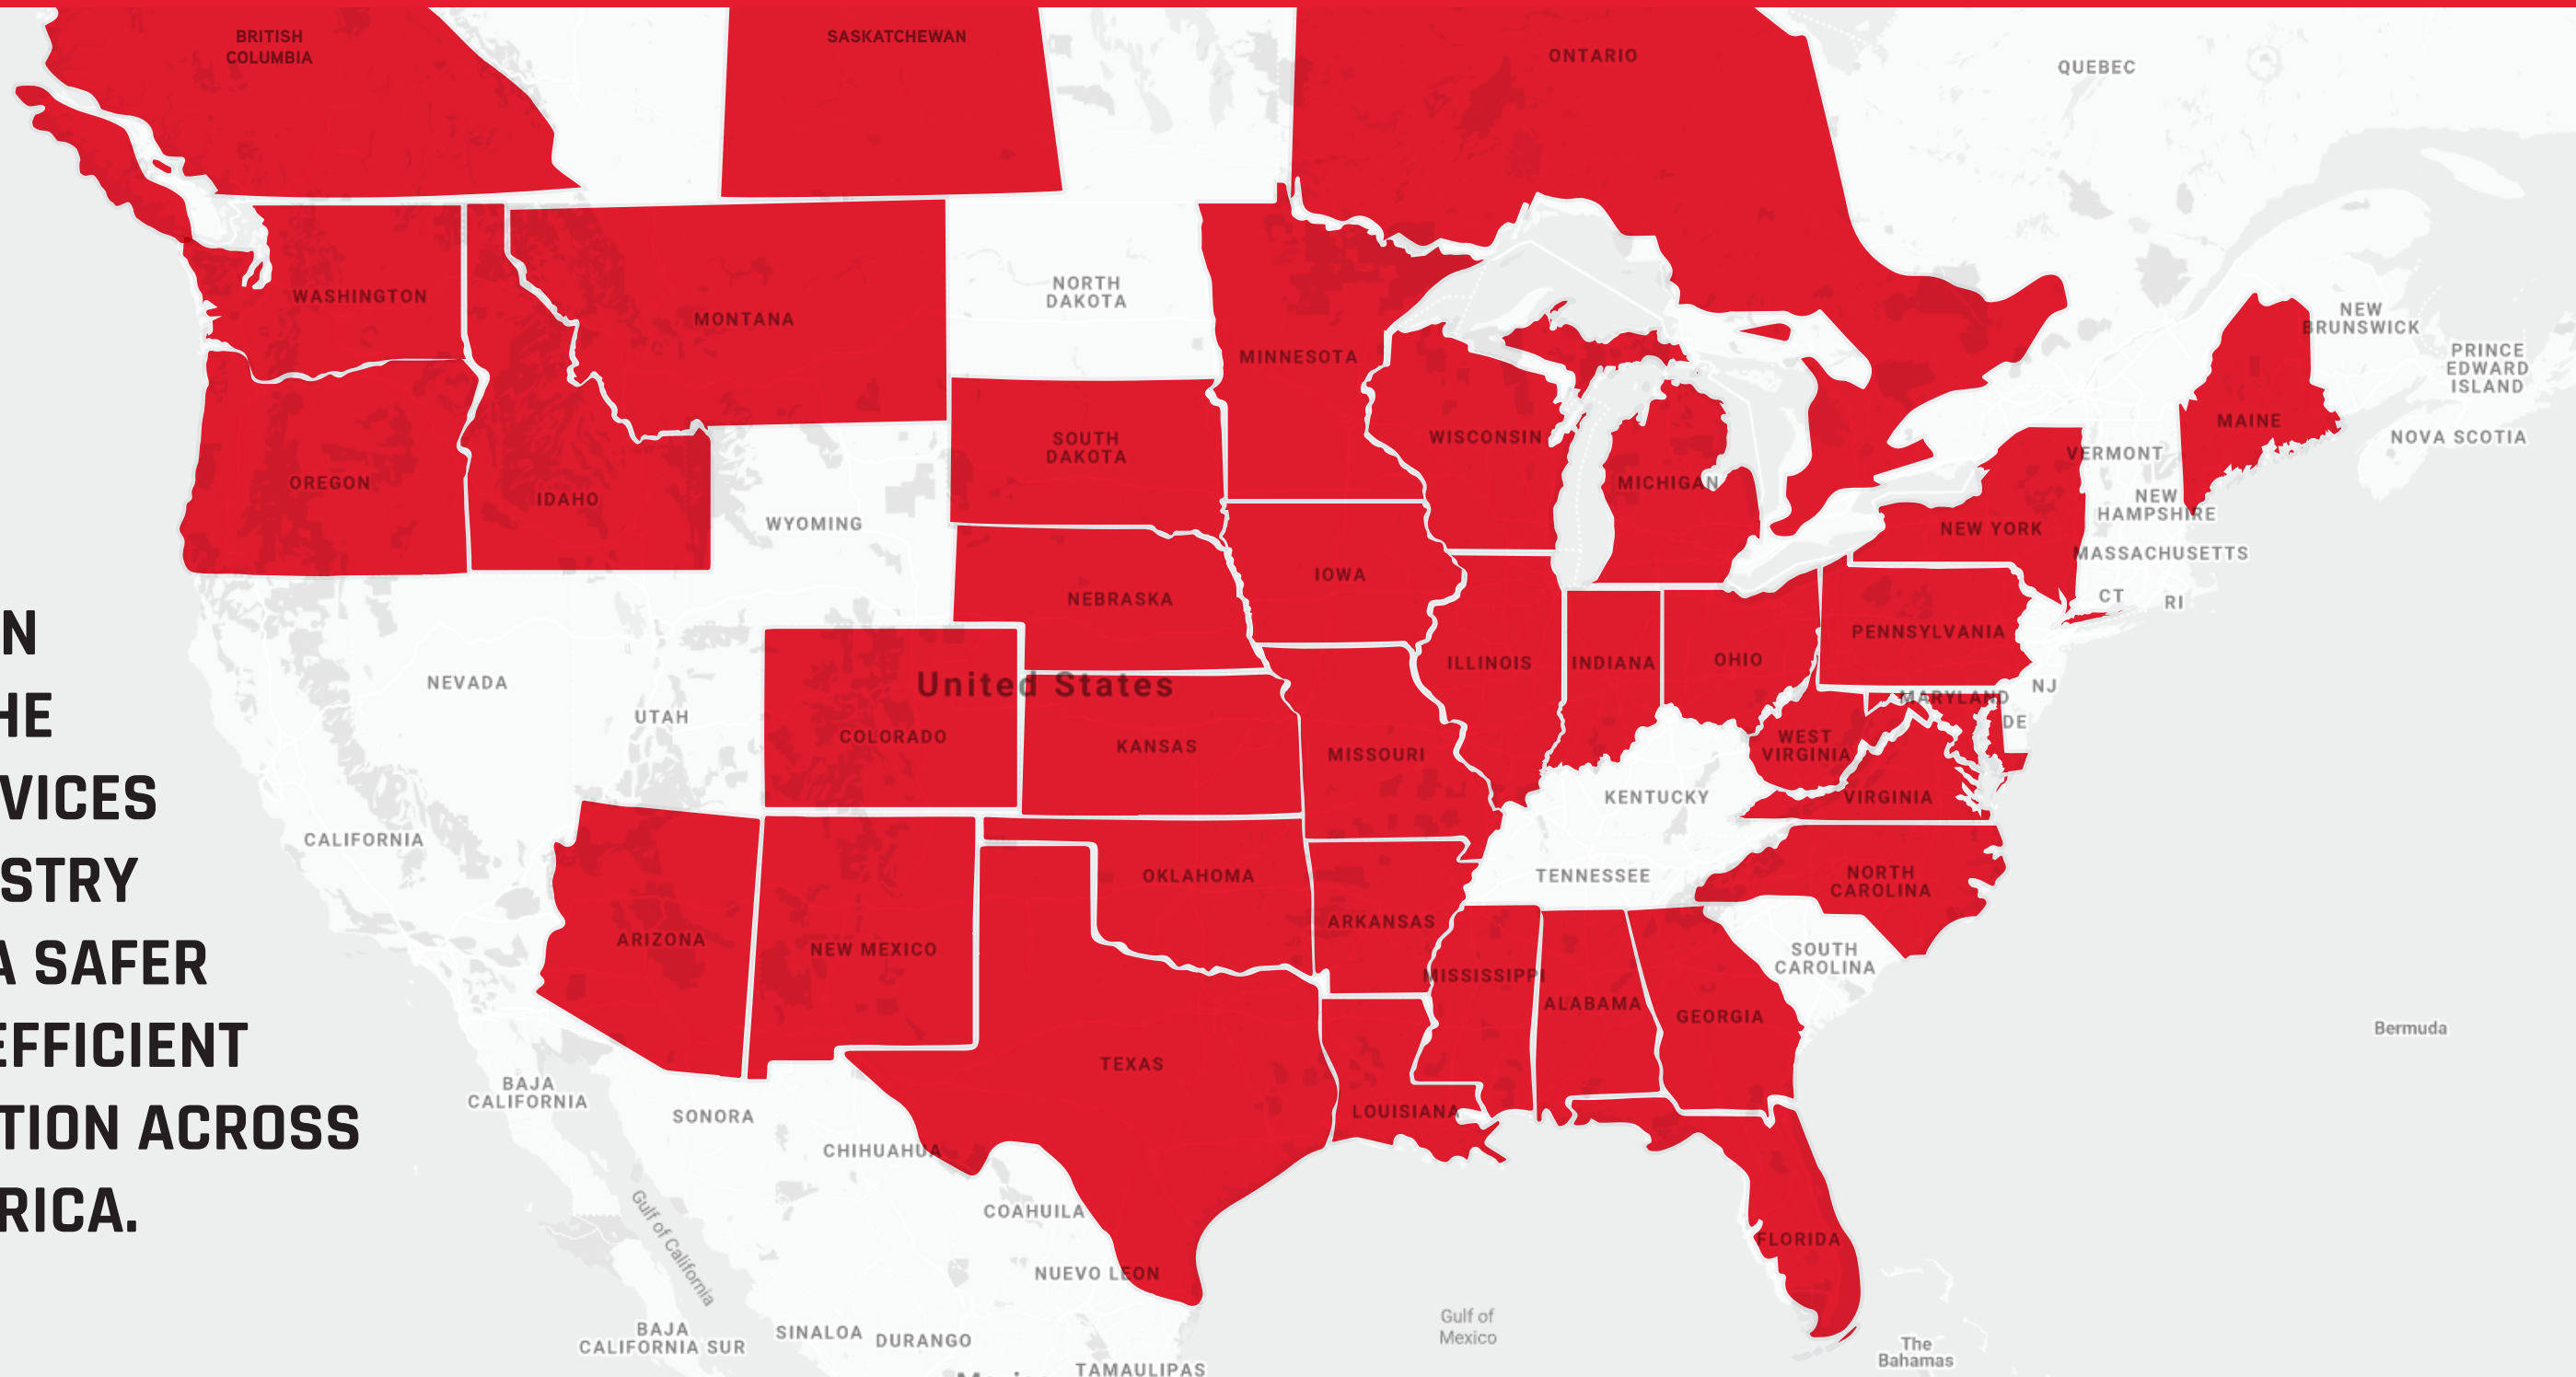 N
HE
VICES
STRY
A SAFER
EFFICIENT
TION ACROSS
RICA.
BRITISH
COLUMBIA
SASKATCHEWAN
ONTARIO
QUEBEC
WASHINGTON
MONTANA
NORTH
DAKOTA
MINNESOTA
NEW
BRUNSWICK
PRINCE
EDWARD
ISLAND
NOVA SCOTIA
MAINE
OREGON
IDAHO
WYOMING
SOUTH
DAKOTA
WISCONSIN
MICHIGAN
VERMONT
NEW
HAMPSHIRE
NEW YORK
MASSACHUSETTS
CT
RI
NEBRASKA
IOWA
PENNSYLVANIA
NEVADA
UTAH
United States
COLORADO
KANSAS
MISSOURI
ILLINOIS
INDIANA
OHIO
MARYLAND
NJ
DE
WEST
VIRGINIA
VIRGINIA
KENTUCKY
CALIFORNIA
ARIZONA
NEW MEXICO
OKLAHOMA
ARKANSAS
TENNESSEE
NORTH
CAROLINA
SOUTH
CAROLINA
MISSISSIPPI
ALABAMA
GEORGIA
TEXAS
LOUISIANA
Bermuda
BAJA
CALIFORNIA
SONORA
CHIHUAHUA
COAHUILA
NUEVO LEON
Gulf of California
FLORIDA
BAJA
CALIFORNIA SUR
SINALOA
DURANGO
TAMAULIPAS
Gulf of
Mexico
The
Bahamas